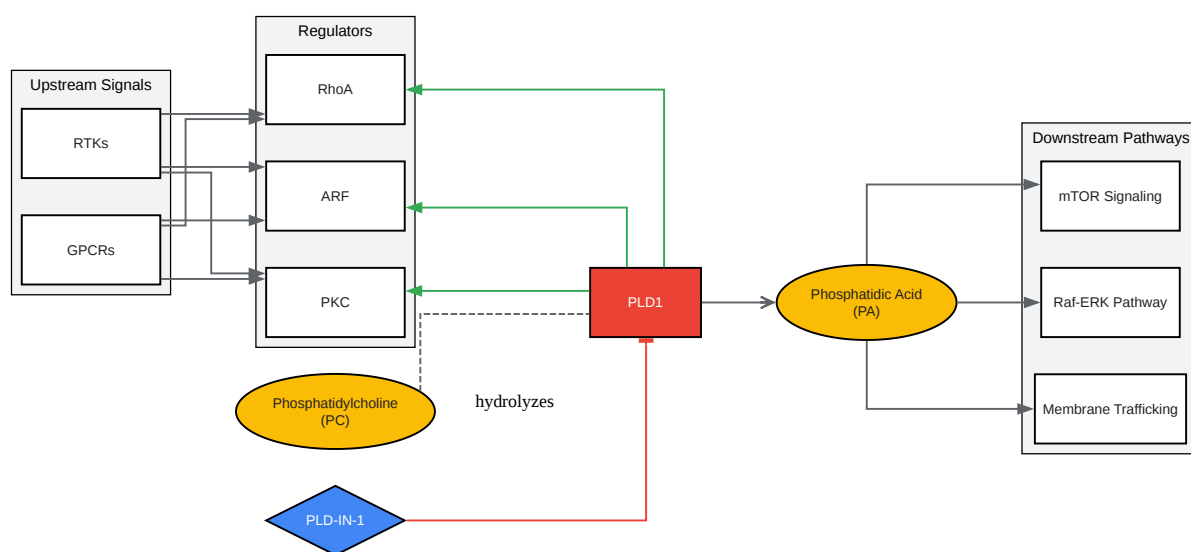 Regulators
Upstream Signals
RhoA
RTKs
ARF
GPCRs
PKC
PLD1
Phosphatidic Acid
(PA)
Downstream Pathways
mTOR Signaling
Raf-ERK Pathway
Membrane Trafficking
Phosphatidylcholine
(PC)
hydrolyzes
PLD-IN-1